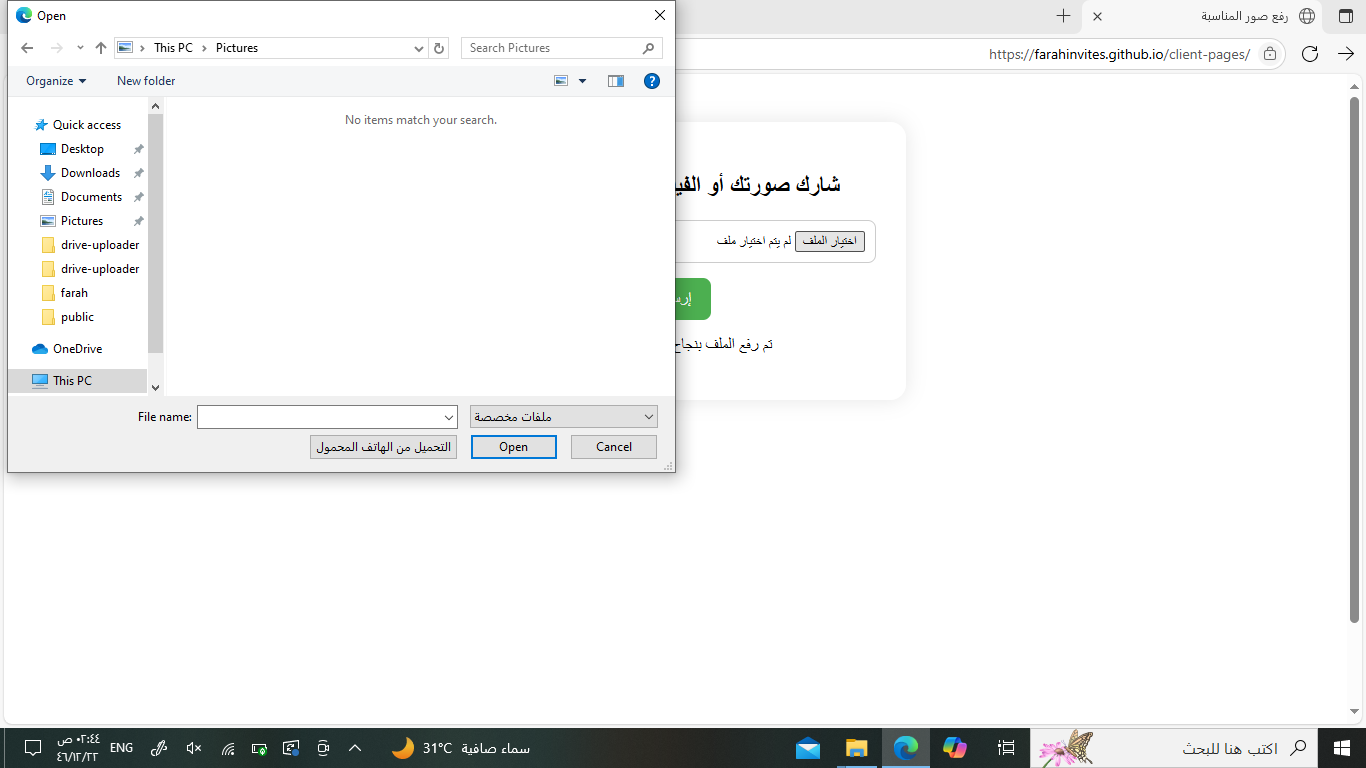 Open
رفع صور المناسبة
This PC
Pictures
Search Pictures
https://farahinvites.github.io/client-pages/
Organize
New folder
No items match your search.
Quick access
Desktop
Downloads
Documents
Pictures
drive-uploader
drive-uploader
farah
public
OneDrive
This PC
شارك صورتك أو
اختيار الملف لم يتم اختيار ملف
تم رفع الملف بنجاح
File name:
ملفات مخصصة
التحميل من الهاتف المحمول
Open
Cancel
٠٢:٤٤ ص
٤٦/١٢/٢٢
ENG
31°C سماء صافية
اكتب هنا للبحث